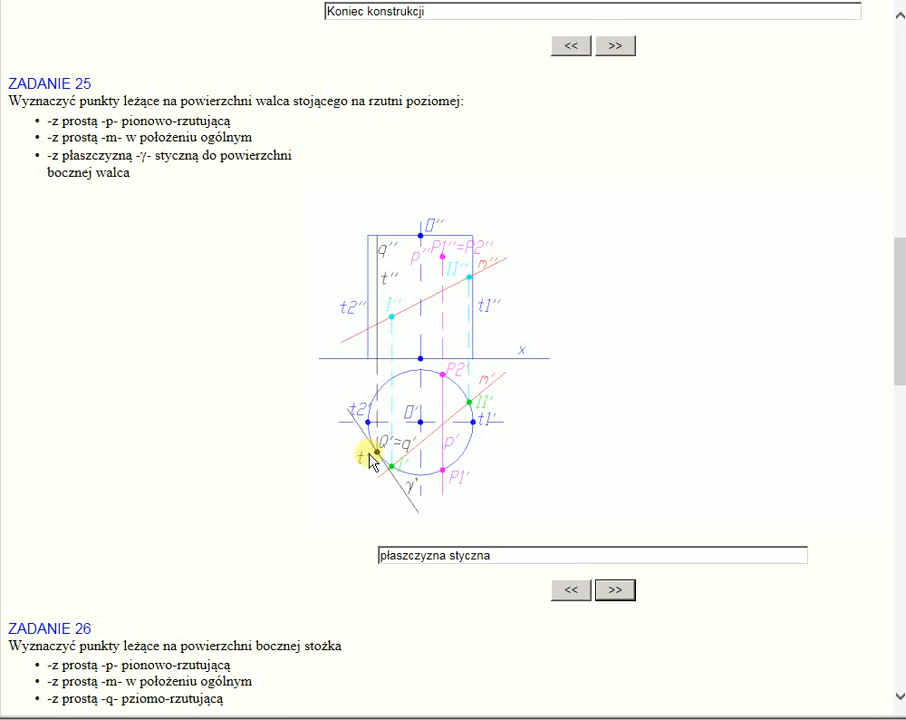 Koniec konstrukcji
<< >>
ZADANIE 25
Wyznaczyć punkty leżące na powierzchni walca stojącego na rzutni poziomej:
• -z prostą -p- pionowo-rzutującą
• -z prostą -m- w położeniu ogólnym
• -z płaszczyzną -γ- styczną do powierzchni
bocznej walca
O''
q'' p'' P1''=P2''
t'' II'' m''
t2'' I'' t1''
x
P2'
m'
t2' O' II'
t1'
Q'=q' p'
t' I'
γ' P1'
płaszczyzna styczna
<< >>
ZADANIE 26
Wyznaczyć punkty leżące na powierzchni bocznej stożka
• -z prostą -p- pionowo-rzutującą
• -z prostą -m- w położeniu ogólnym
• -z prostą -q- pziomo-rzutującą